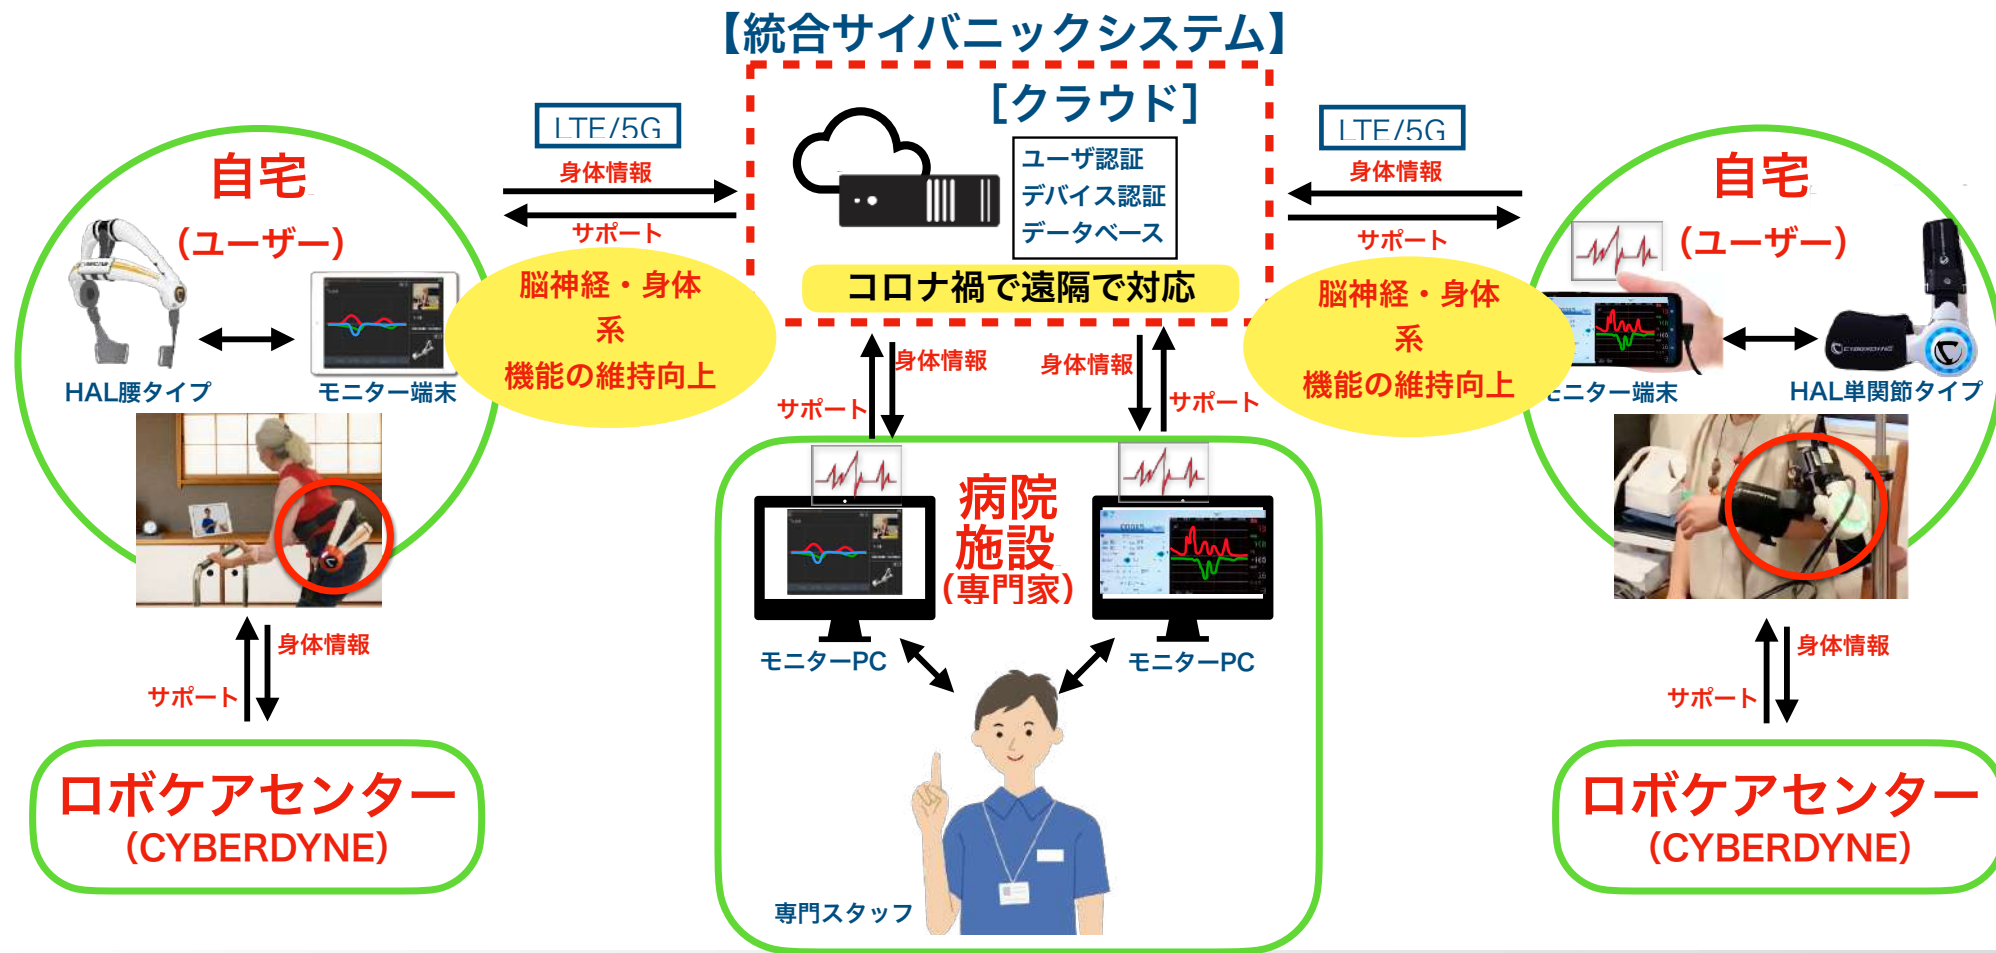 【統合サイバニックシステム】
[クラウド]
ユーザ認証
デバイス認証
データベース
コロナ禍で遠隔で対応
LTE/5G
身体情報
サポート
脳神経・身体
系
機能の維持向上
自宅
(ユーザー)
HAL腰タイプ
モニター端末
身体情報
サポート
ロボケアセンター
(CYBERDYNE)
身体情報
サポート
身体情報
サポート
病院
施設
(専門家)
モニターPC
モニターPC
専門スタッフ
LTE/5G
身体情報
サポート
脳神経・身体
系
機能の維持向上
自宅
(ユーザー)
モニター端末
CYBERDYNE
HAL単関節タイプ
身体情報
サポート
ロボケアセンター
(CYBERDYNE)